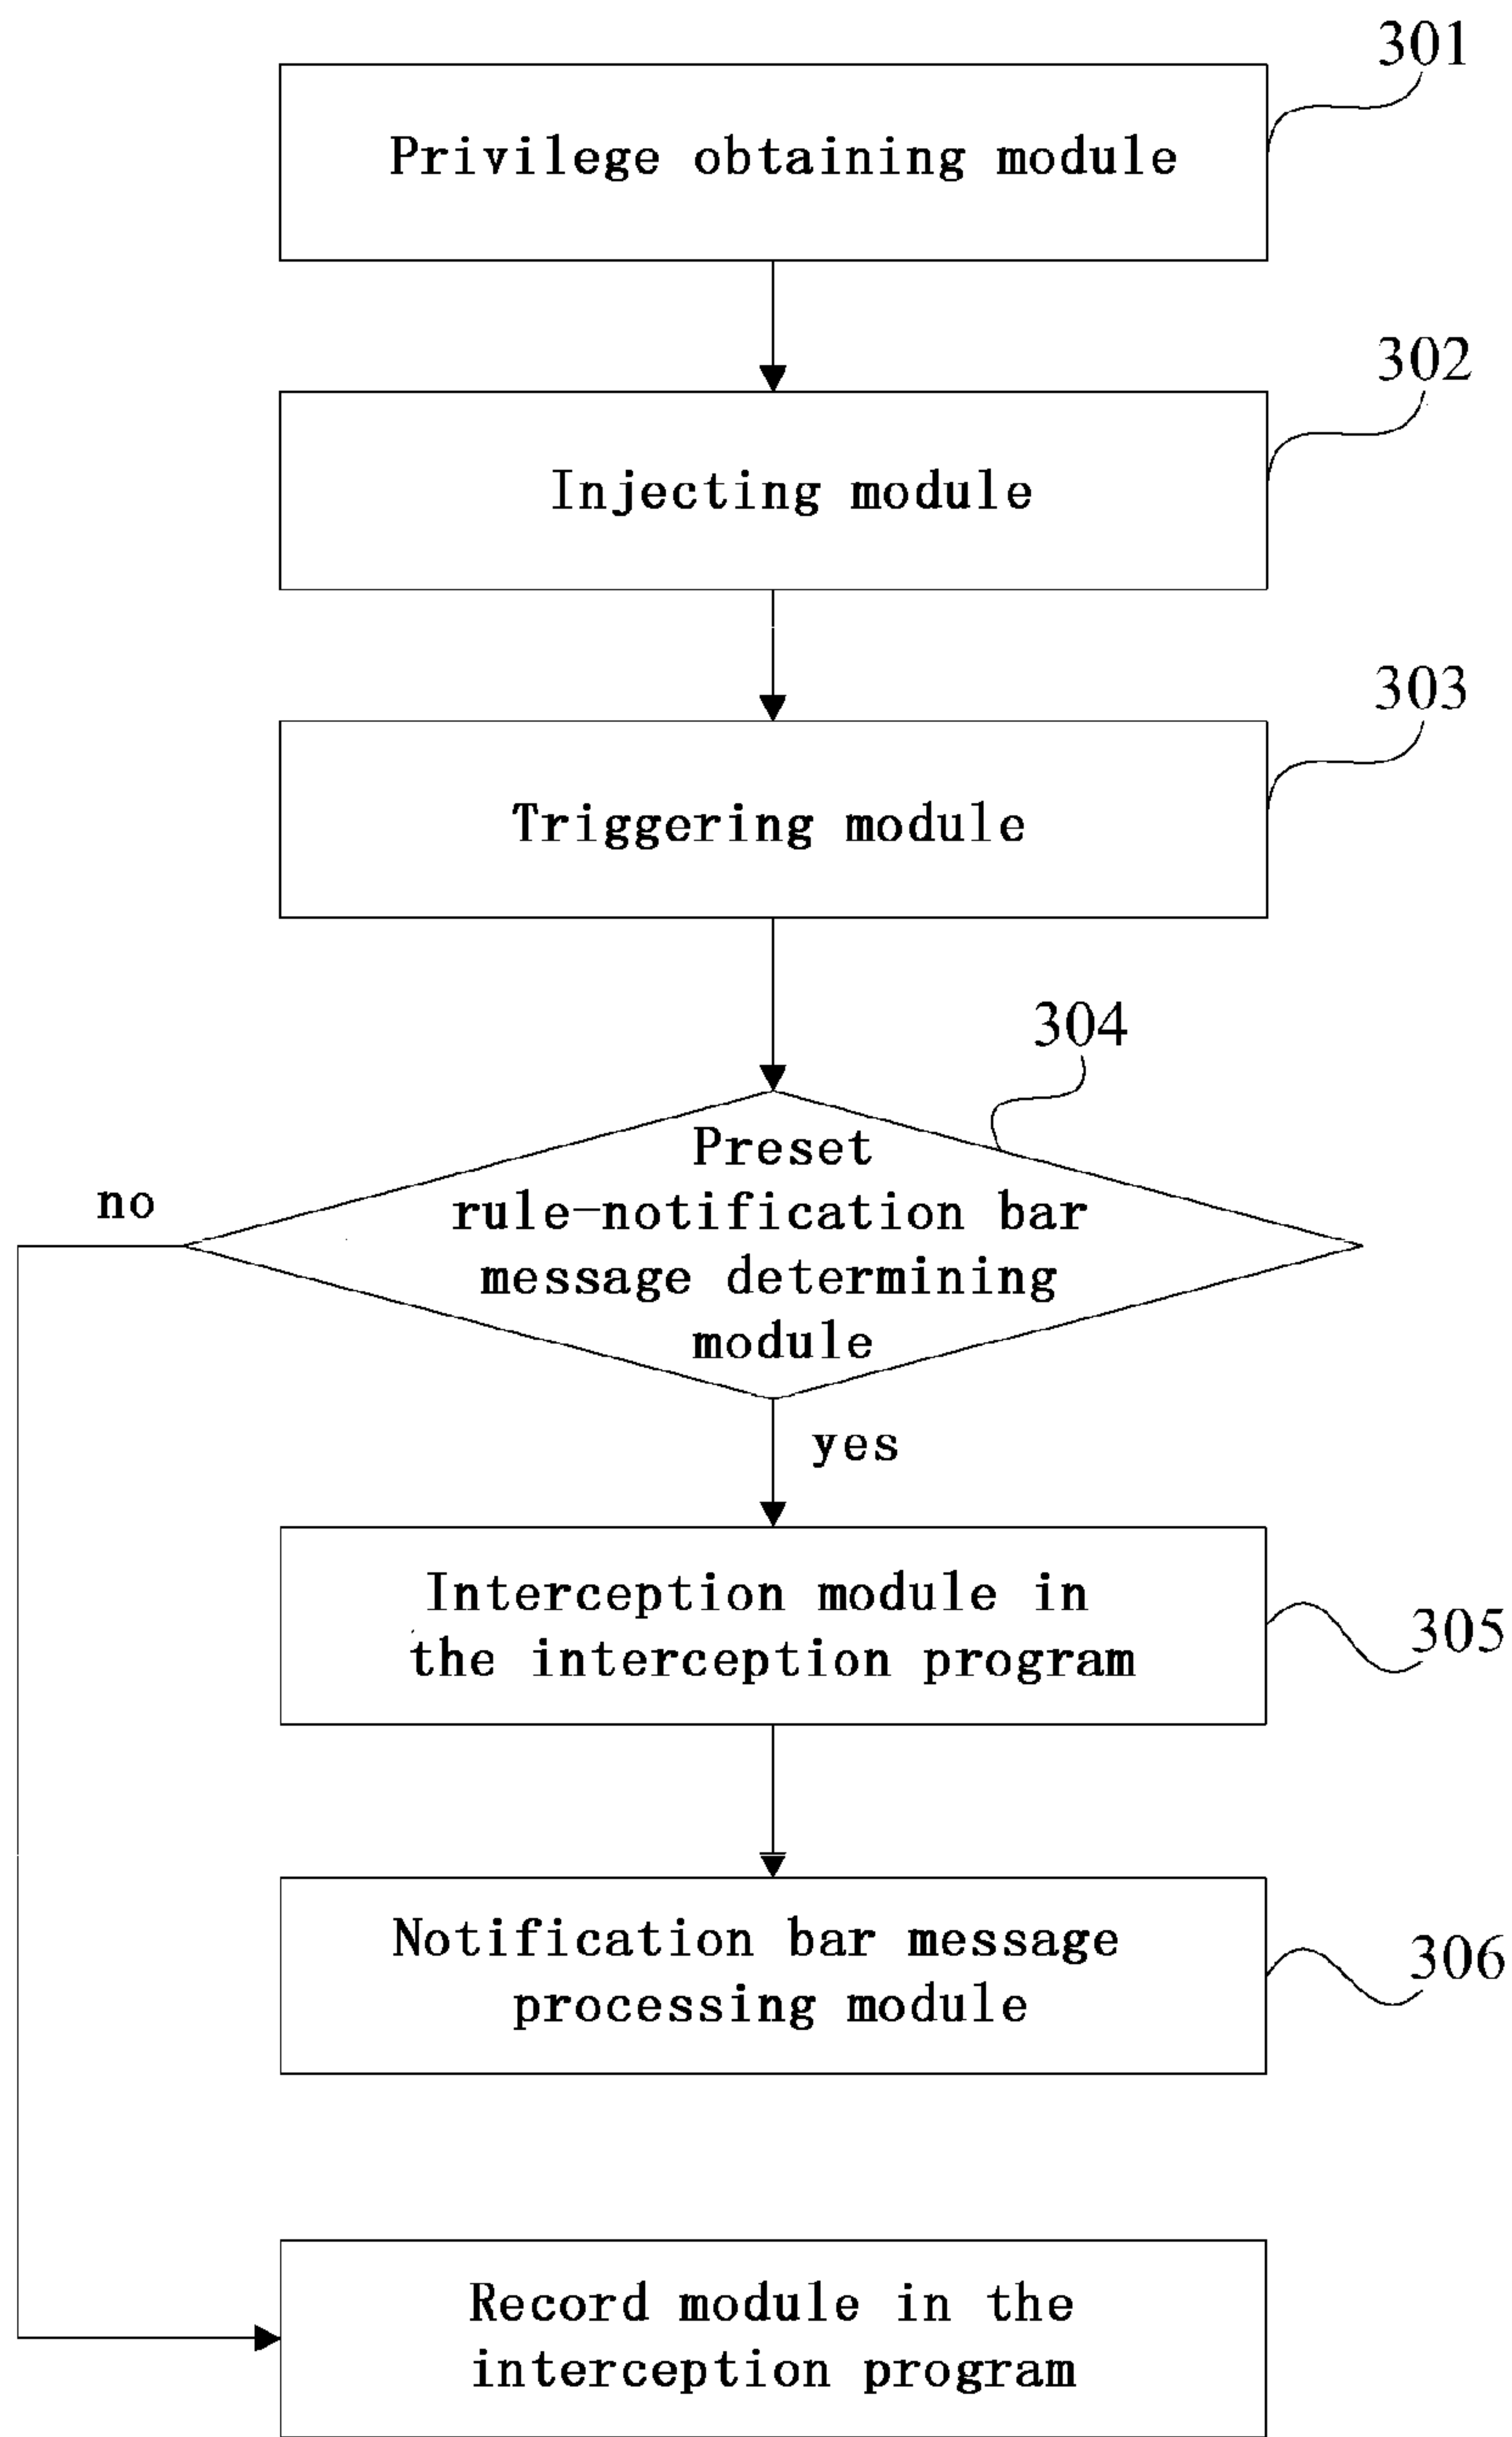 301
Privilege obtaining module
302
Injecting module
303
Triggering module
304
Preset
rule-notification bar
message determining
module
no
yes
Interception module in
the interception program
305
Notification bar message
processing module
306
Record module in the
interception program